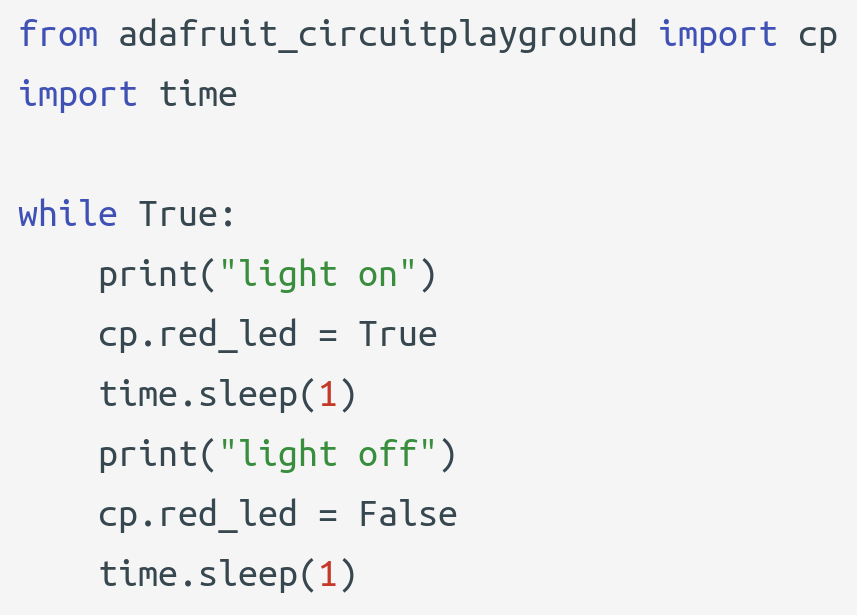 from adafruit_circuitplayground import cp
import time

while True:
    print("light on")
    cp.red_led = True
    time.sleep(1)
    print("light off")
    cp.red_led = False
    time.sleep(1)